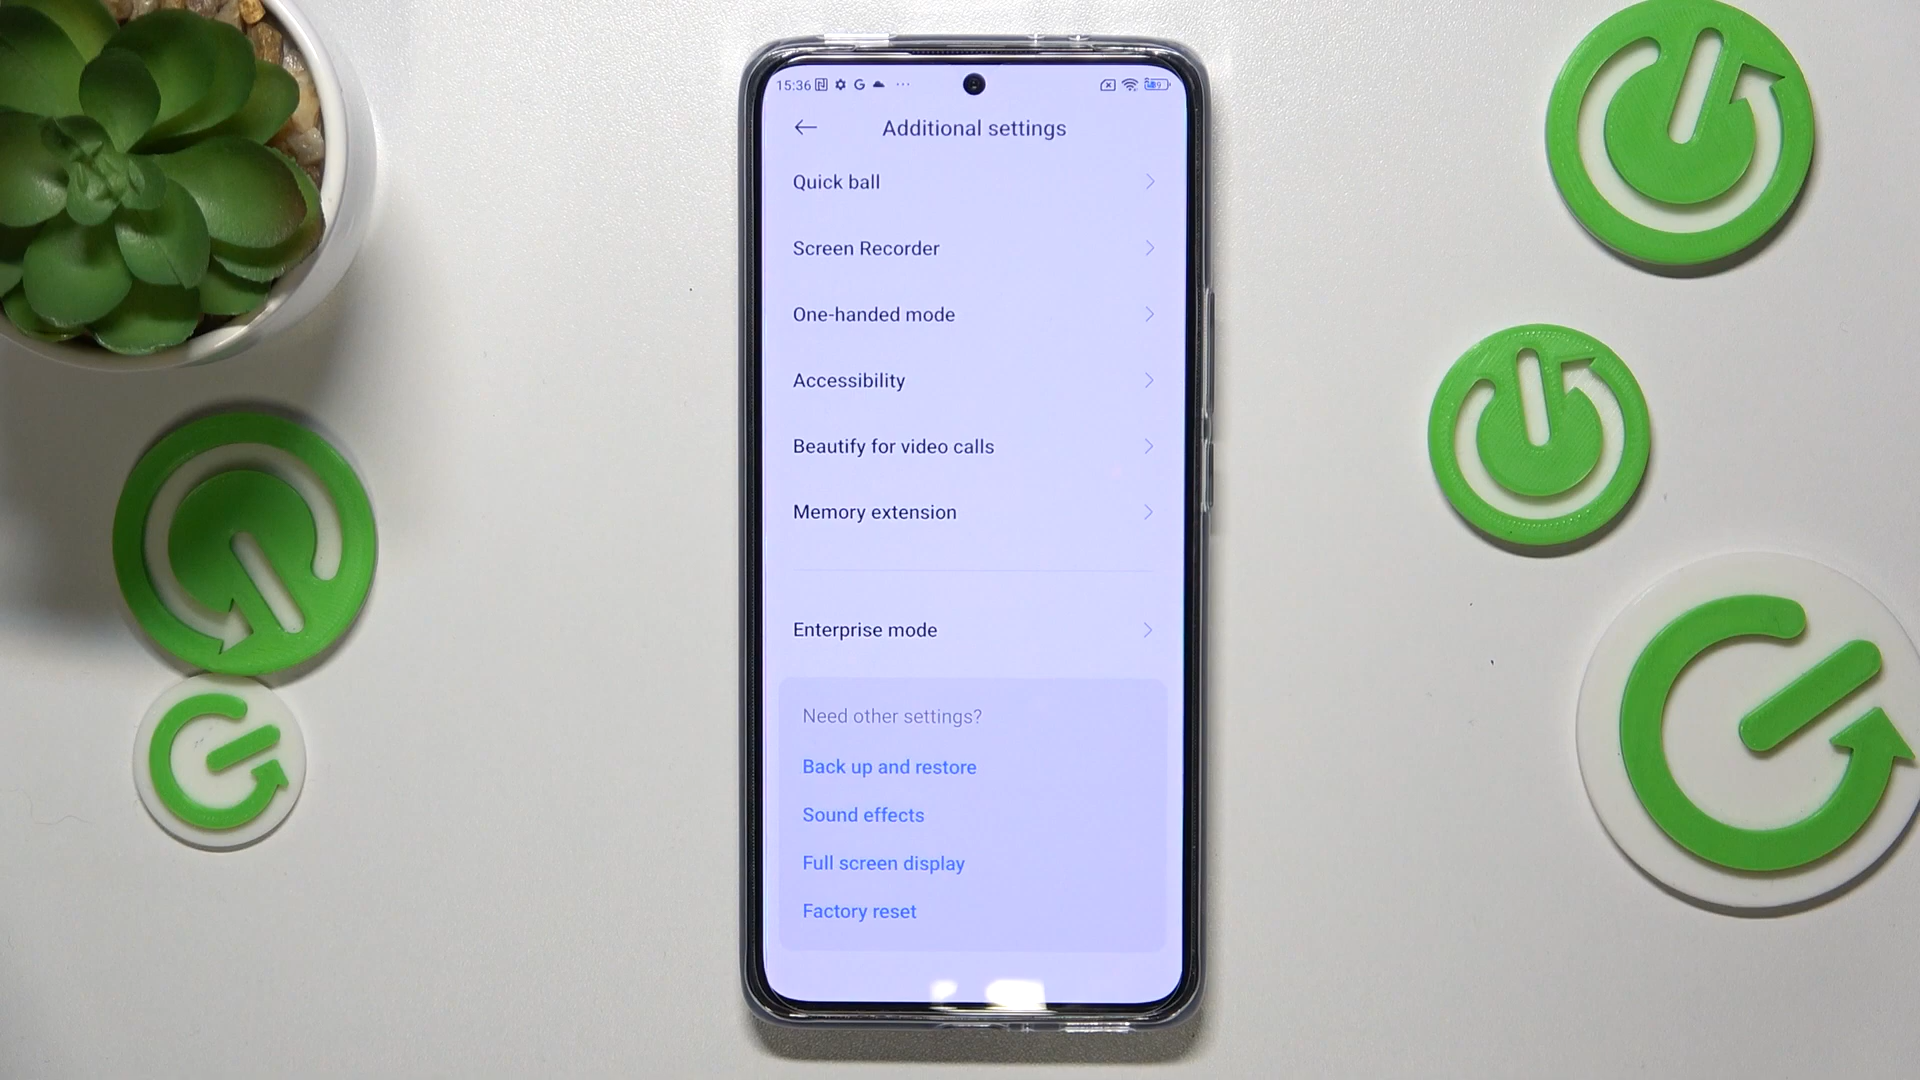 15:36
Additional settings
Quick ball
Screen Recorder
One-handed mode
Accessibility
Beautify for video calls
Memory extension
Enterprise mode
Need other settings?
Back up and restore
Sound effects
Full screen display
Factory reset